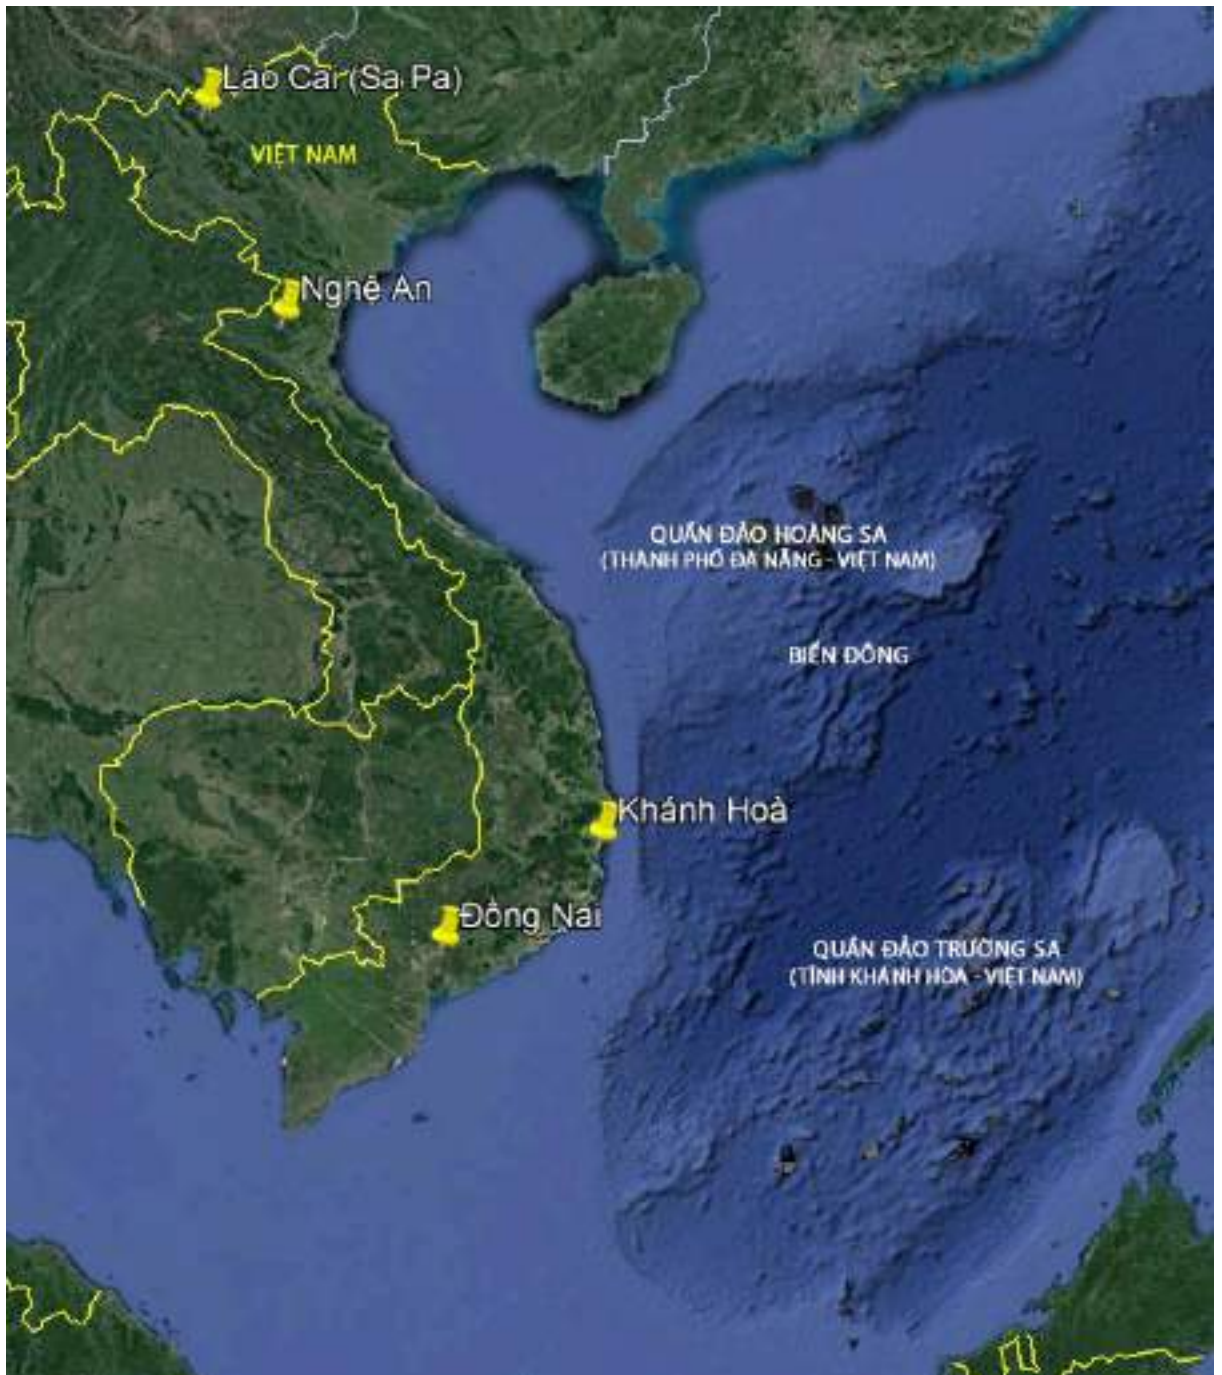 Lào Cai (Sa Pa)
VIỆT NAM
Nghệ An
QUẦN ĐẢO HOÀNG SA
(THÀNH PHỐ ĐÀ NẴNG - VIỆT NAM)
BIỂN ĐÔNG
Khánh Hoà
Đồng Nai
QUẦN ĐẢO TRƯỜNG SA
(TỈNH KHÁNH HÒA - VIỆT NAM)